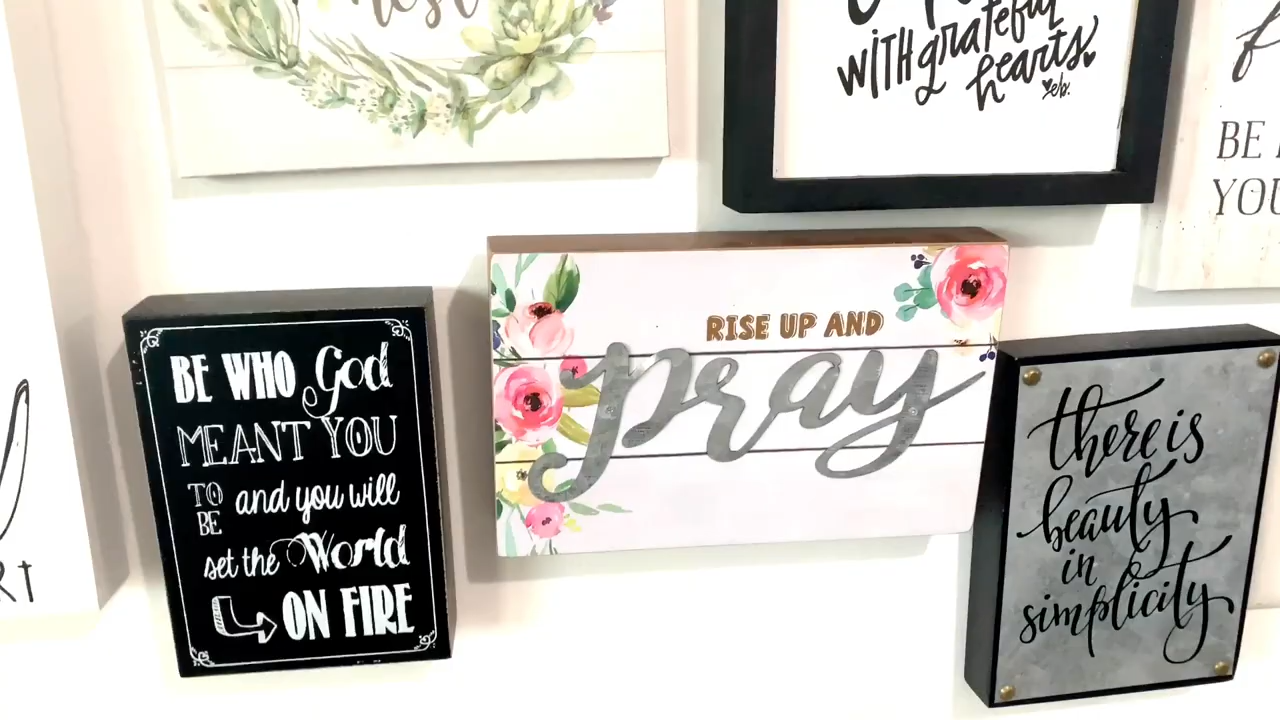 WITH grateful
hearts
eb.
BE
YOU
RISE UP AND
pray
BE WHO God
MEANT YOU
TO BE and you will
set the World
ON FIRE
there is
beauty
in
simplicity